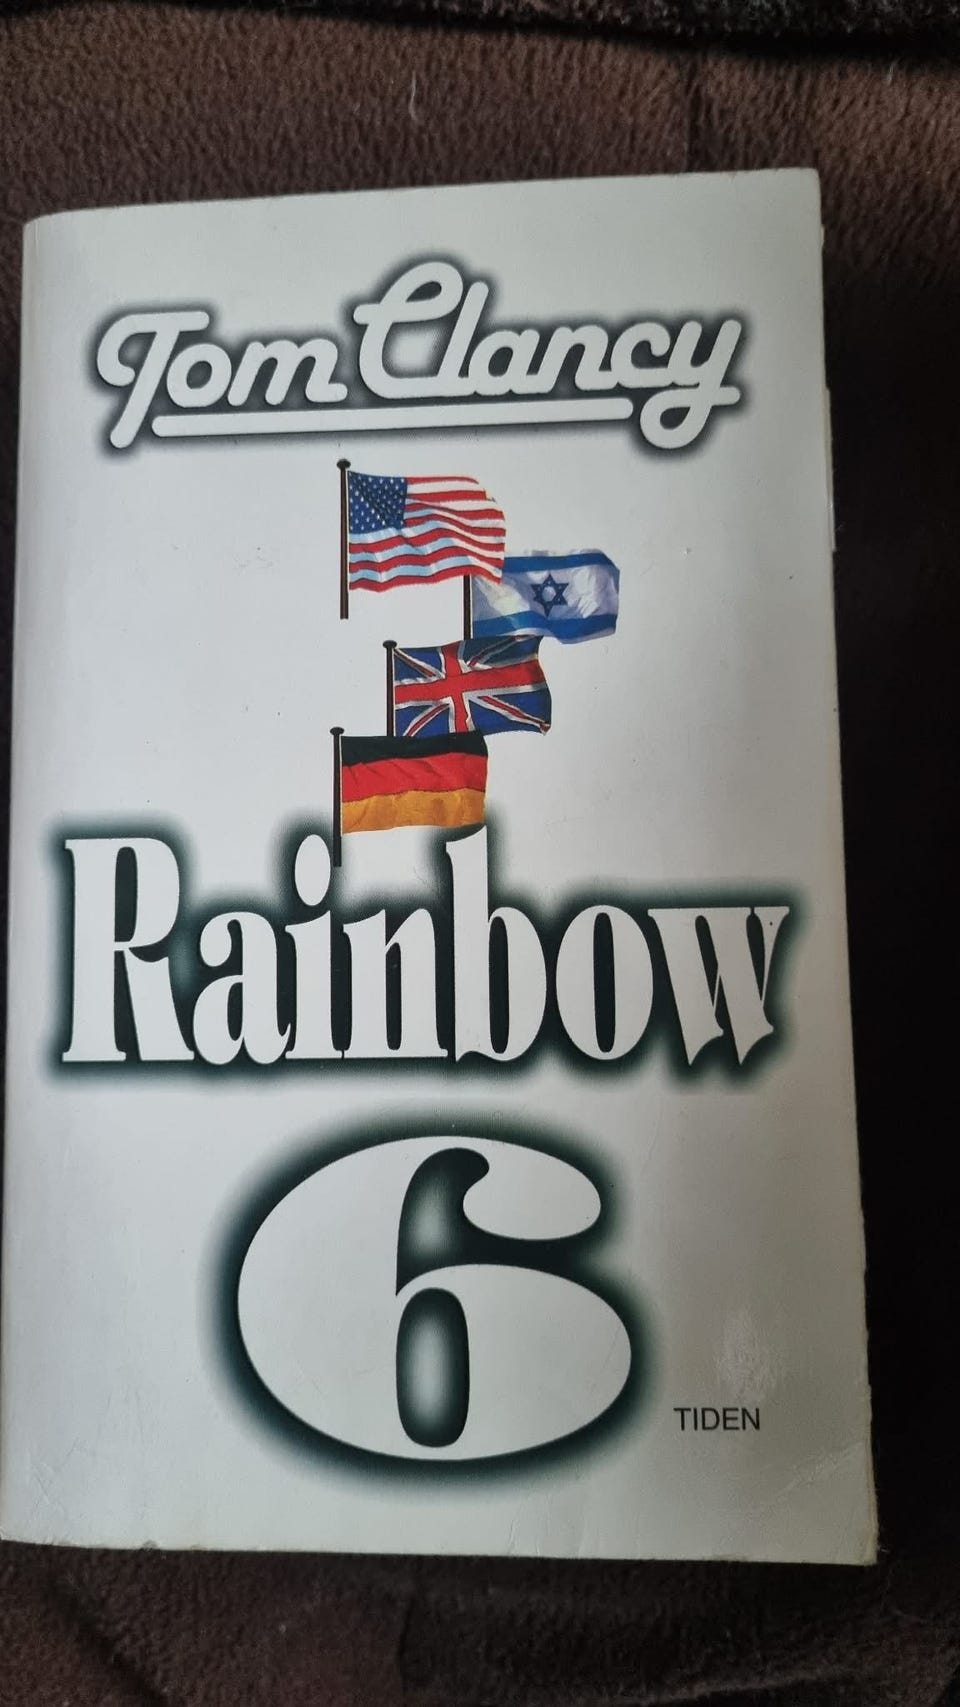 Tom Clancy
Rainbow
6
TIDEN